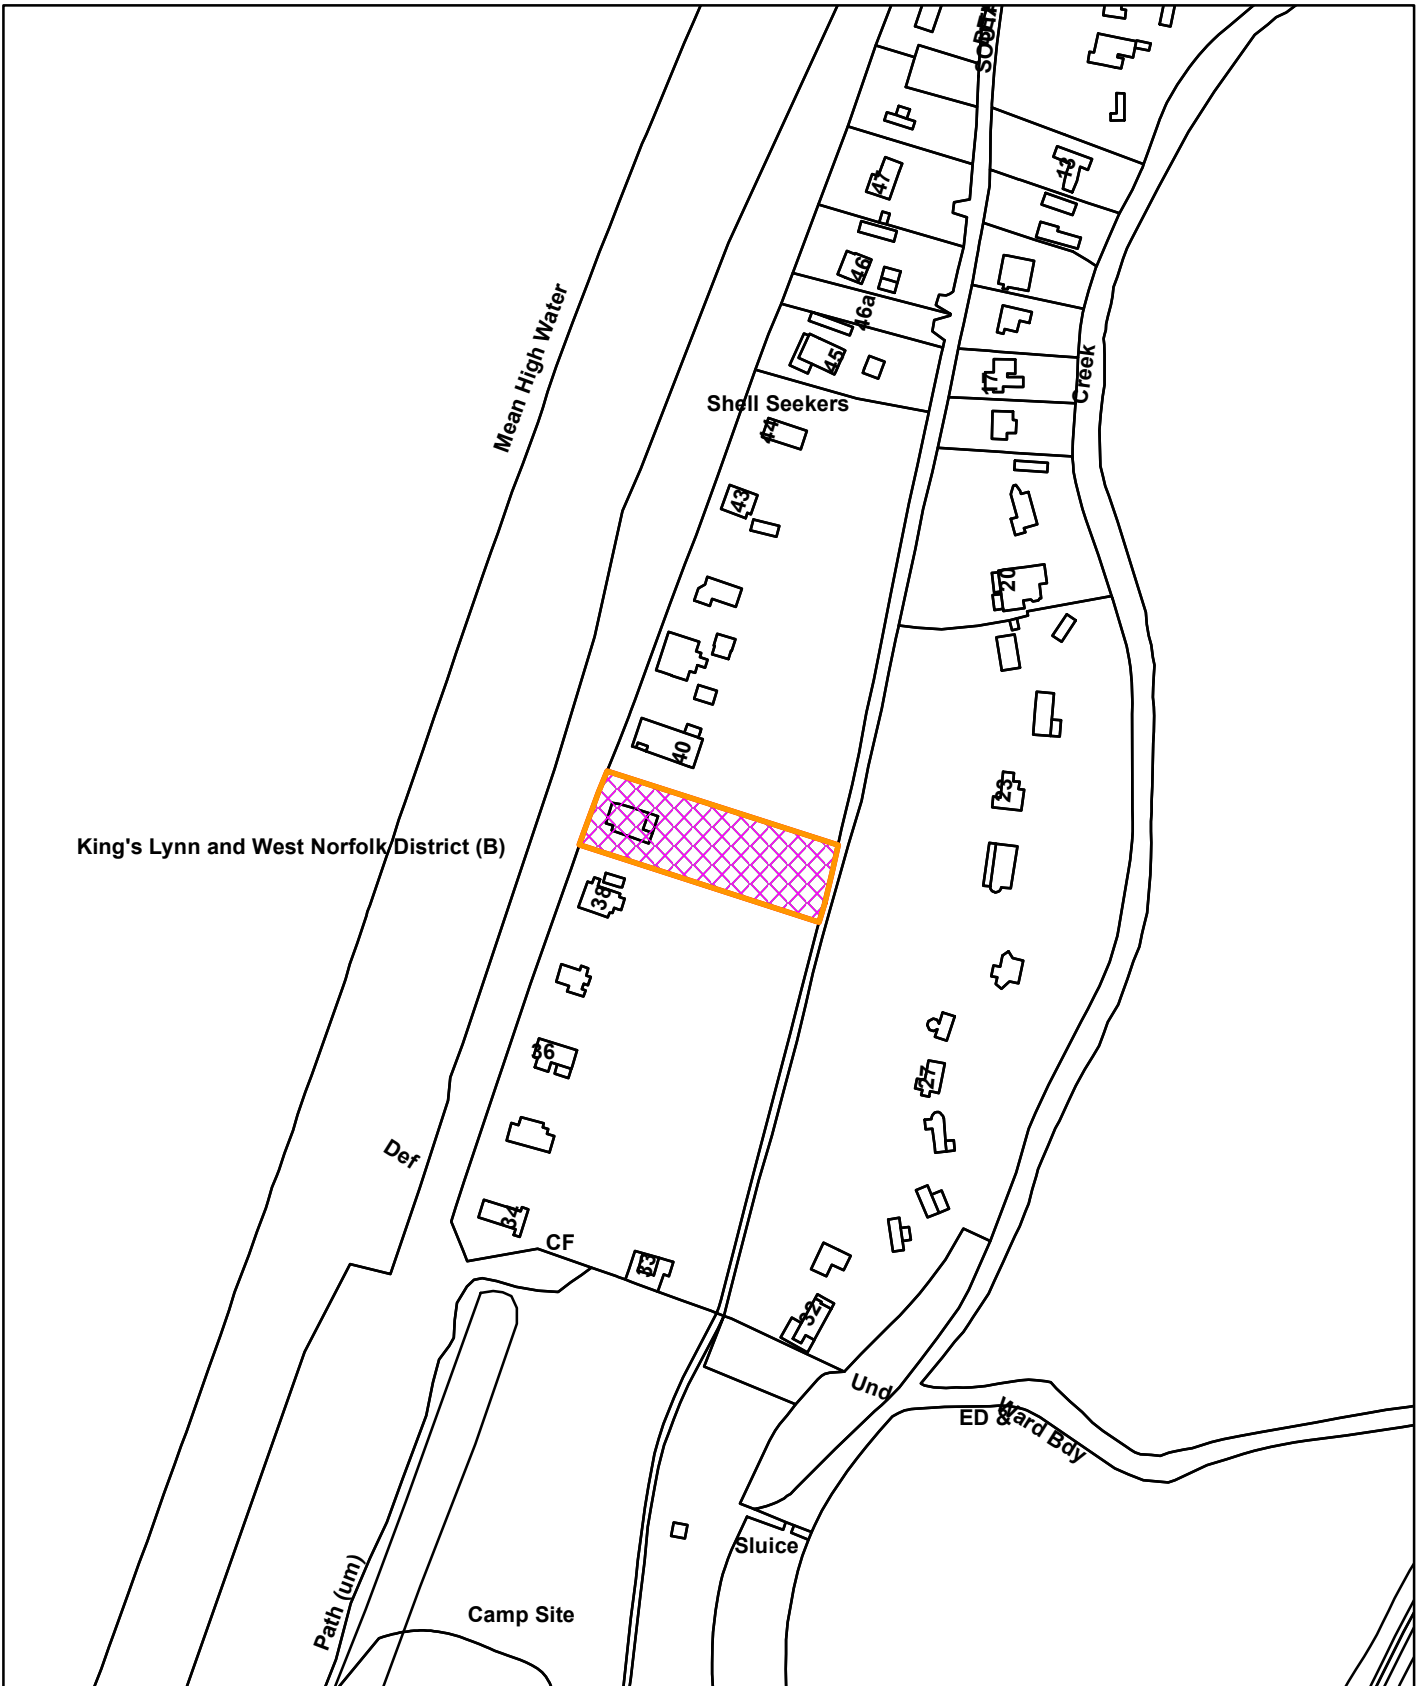 SOUTH
13
47
46
46a
45
17
Creek
Mean High Water
Shell Seekers
44
43
20
40
23
King's Lynn and West Norfolk District (B)
38
36
27
Def
34
CF
33
32
Und
ED &
Ward Bdy
Sluice
Path (um)
Camp Site